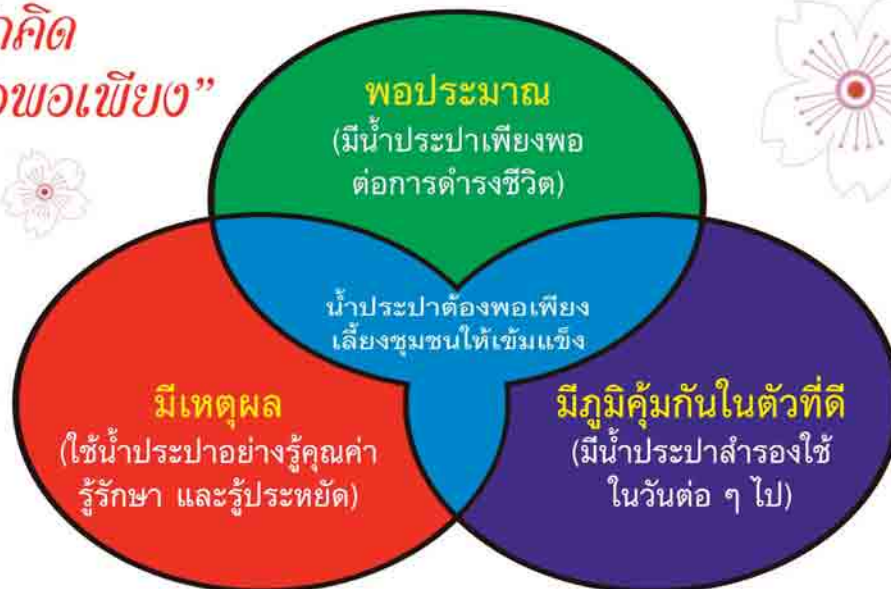 พอเพียง”
พอประมาณ
(มีน้ำประปาเพียงพอ
ต่อการดำรงชีวิต)
น้ำประปาต้องพอเพียง
เลี้ยงชุมชนให้เข้มแข็ง
มีเหตุผล
(ใช้น้ำประปาอย่างรู้คุณค่า
รู้รักษา และรู้ประหยัด)
มีภูมิคุ้มกันในตัวที่ดี
(มีน้ำประปาสำรองใช้
ในวันต่อ ๆ ไป)